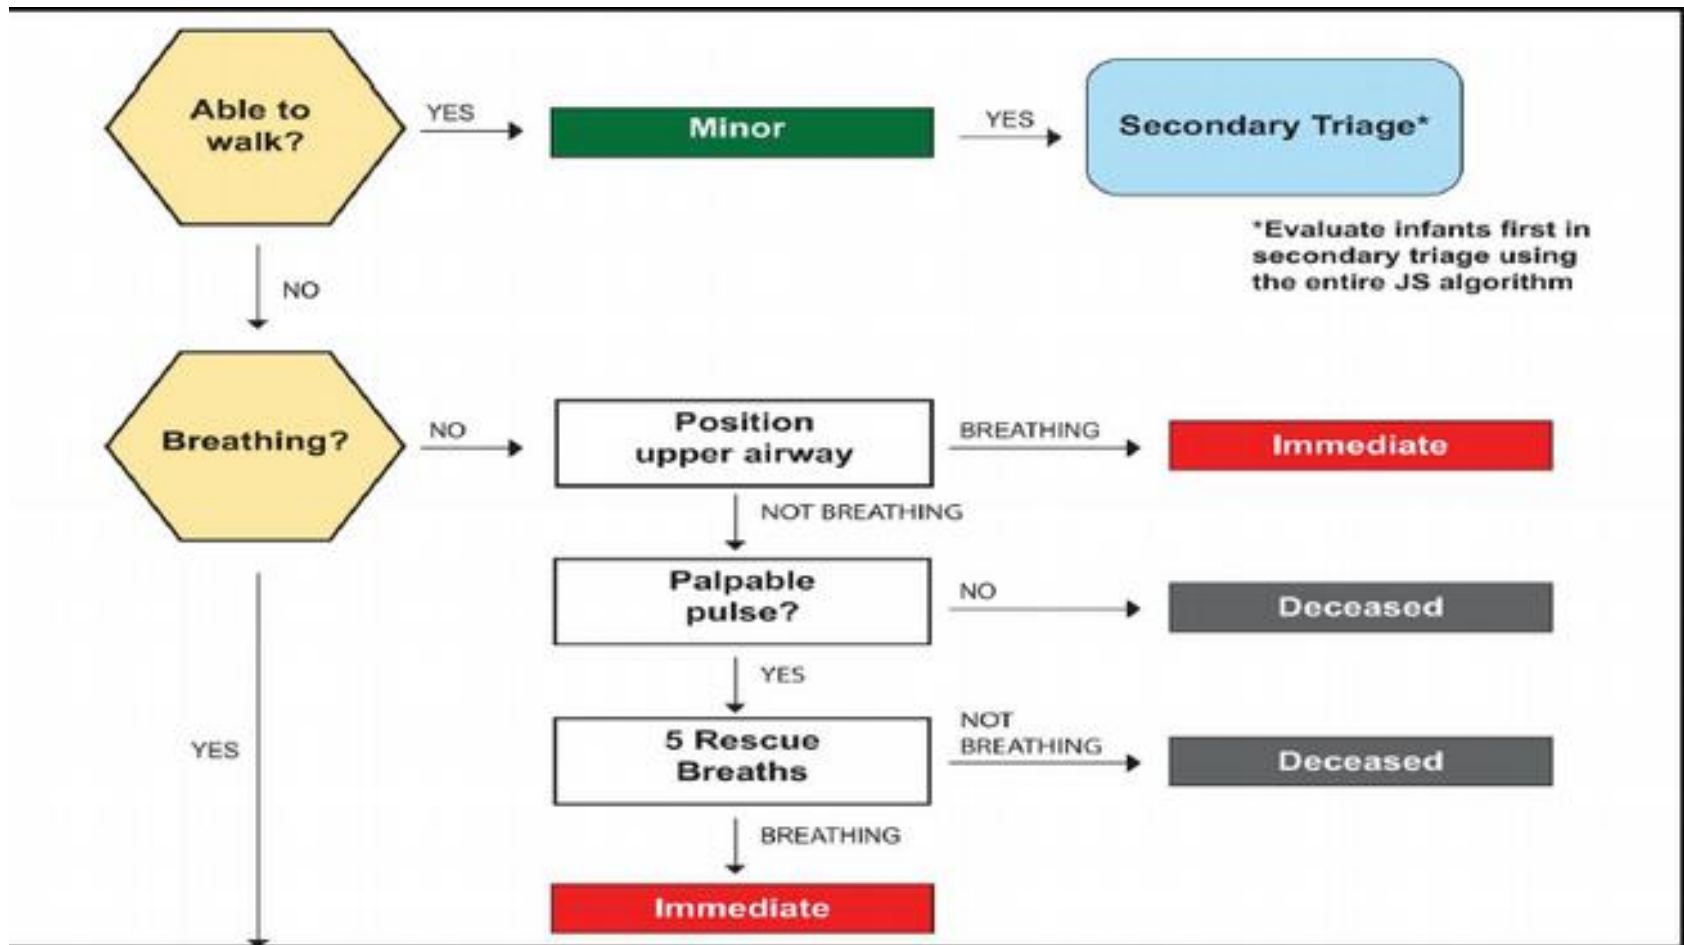 Able to
walk?
YES
Minor
YES
Secondary Triage*
*Evaluate infants first in
secondary triage using
the entire JS algorithm
NO
Breathing?
NO
Position
upper airway
BREATHING
Immediate
NOT BREATHING
Palpable
pulse?
NO
Deceased
YES
5 Rescue
Breaths
NOT
BREATHING
Deceased
YES
BREATHING
Immediate